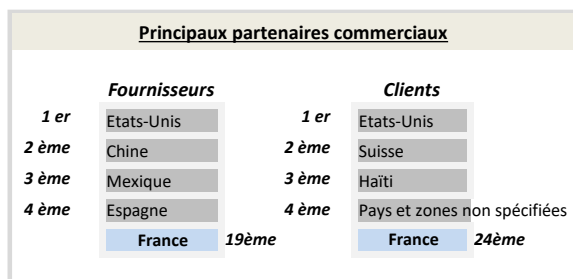 Principaux partenaires commerciaux
Fournisseurs Clients
1 er Etats-Unis 1 er Etats-Unis
2 ème Chine 2 ème Suisse
3 ème Mexique 3 ème Haïti
4 ème Espagne 4 ème Pays et zones non spécifiées
France 19ème France 24ème